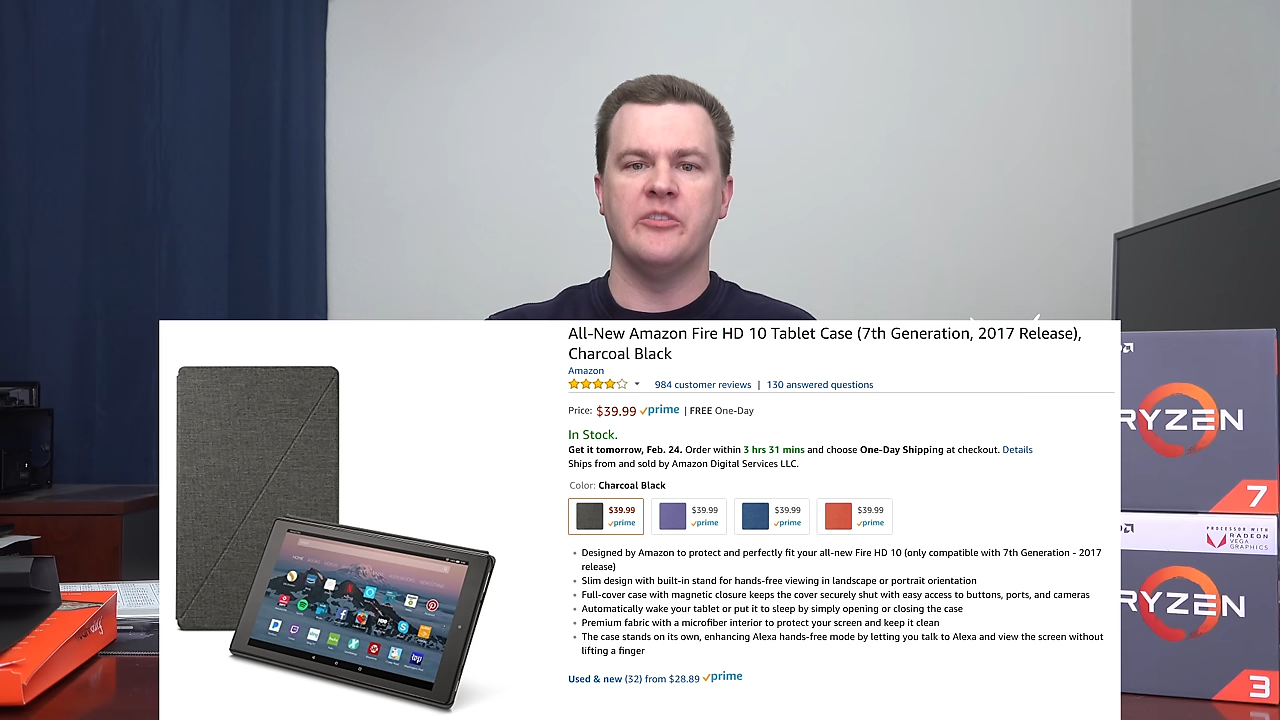 All-New Amazon Fire HD 10 Tablet Case (7th Generation, 2017 Release),
Charcoal Black
Amazon
984 customer reviews | 130 answered questions
Price: $39.99 prime | FREE One-Day
In Stock.
Get it tomorrow, Feb. 24. Order within 3 hrs 31 mins and choose One-Day Shipping at checkout. Details
Ships from and sold by Amazon Digital Services LLC.
Color: Charcoal Black
$39.99 prime
$39.99 prime
$39.99 prime
$39.99 prime
Designed by Amazon to protect and perfectly fit your all-new Fire HD 10 (only compatible with 7th Generation - 2017
release)
Slim design with built-in stand for hands-free viewing in landscape or portrait orientation
Full-cover case with magnetic closure keeps the cover securely shut with easy access to buttons, ports, and cameras
Automatically wake your tablet or put it to sleep by simply opening or closing the case
Premium fabric with a microfiber interior to protect your screen and keep it clean
The case stands on its own, enhancing Alexa hands-free mode by letting you talk to Alexa and view the screen without
lifting a finger
Used & new (32) from $28.89 prime
RYZEN
7
PROCESSOR WITH
RADEON
VEGA
GRAPHICS
RYZEN
3